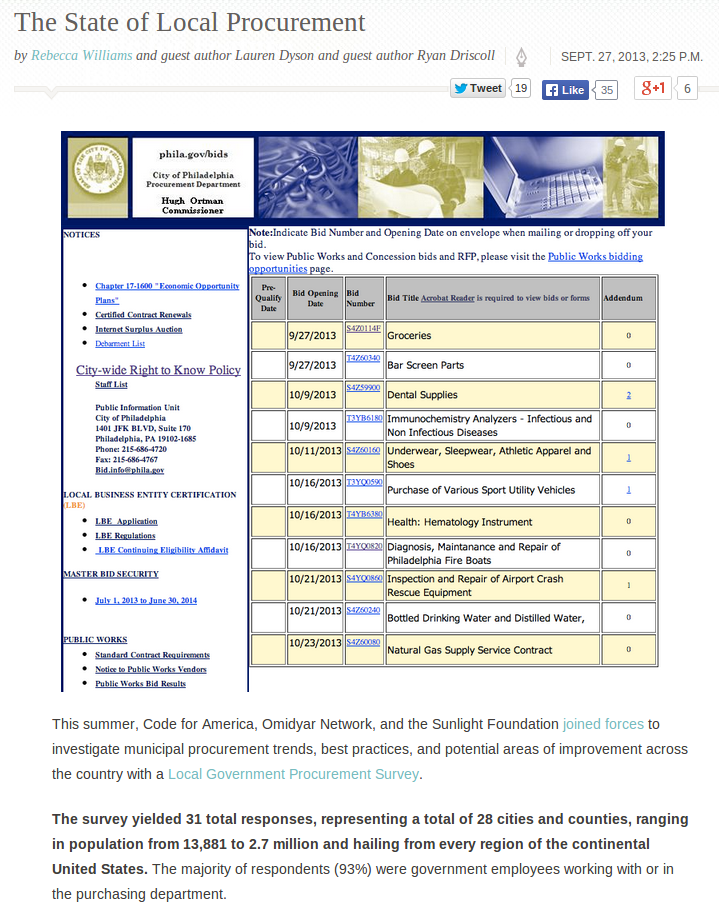 The State of Local Procurement
by Rebecca Williams and guest author Lauren Dyson and guest author Ryan Driscoll
SEPT. 27, 2013, 2:25 P.M.
Tweet 19 Like 35 +1 6
phila.gov/bids
City of Philadelphia
Procurement Department
Hugh Ortman
Commissioner
NOTICES
Chapter 17-1600 "Economic Opportunity
Plans"
Certified Contract Renewals
Internet Surplus Auction
Debarment List
City-wide Right to Know Policy
Staff List
Public Information Unit
City of Philadelphia
1401 JFK BLVD, Suite 170
Philadelphia, PA 19102-1685
Phone: 215-686-4720
Fax: 215-686-4767
Bid.info@phila.gov
LOCAL BUSINESS ENTITY CERTIFICATION
(LBE)
LBE Application
LBE Regulations
LBE Continuing Eligibility Affidavit
MASTER BID SECURITY
July 1, 2013 to June 30, 2014
PUBLIC WORKS
Standard Contract Requirements
Notice to Public Works Vendors
Public Works Bid Results
Note:Indicate Bid Number and Opening Date on envelope when mailing or dropping off your
bid.
To view Public Works and Concession bids and RFP, please visit the Public Works bidding
opportunities page.
Pre-
Qualify
Date
Bid Opening
Date
Bid
Number
Bid Title Acrobat Reader is required to view bids or forms
Addendum
9/27/2013 S4Z0114F Groceries 0
9/27/2013 T4Z60340 Bar Screen Parts 0
10/9/2013 S4Z59900 Dental Supplies 2
10/9/2013 T3YB6180 Immunochemistry Analyzers - Infectious and
Non Infectious Diseases 0
10/11/2013 S4Z60160 Underwear, Sleepwear, Athletic Apparel and
Shoes 1
10/16/2013 T3YQ0590 Purchase of Various Sport Utility Vehicles 1
10/16/2013 T4YB6380 Health: Hematology Instrument 0
10/16/2013 T4YQ0820 Diagnosis, Maintanance and Repair of
Philadelphia Fire Boats 0
10/21/2013 S4YQ0860 Inspection and Repair of Airport Crash
Rescue Equipment 1
10/21/2013 S4Z60240 Bottled Drinking Water and Distilled Water, 0
10/23/2013 S4Z60080 Natural Gas Supply Service Contract 0
This summer, Code for America, Omidyar Network, and the Sunlight Foundation joined forces to
investigate municipal procurement trends, best practices, and potential areas of improvement across
the country with a Local Government Procurement Survey.
The survey yielded 31 total responses, representing a total of 28 cities and counties, ranging
in population from 13,881 to 2.7 million and hailing from every region of the continental
United States. The majority of respondents (93%) were government employees working with or in
the purchasing department.